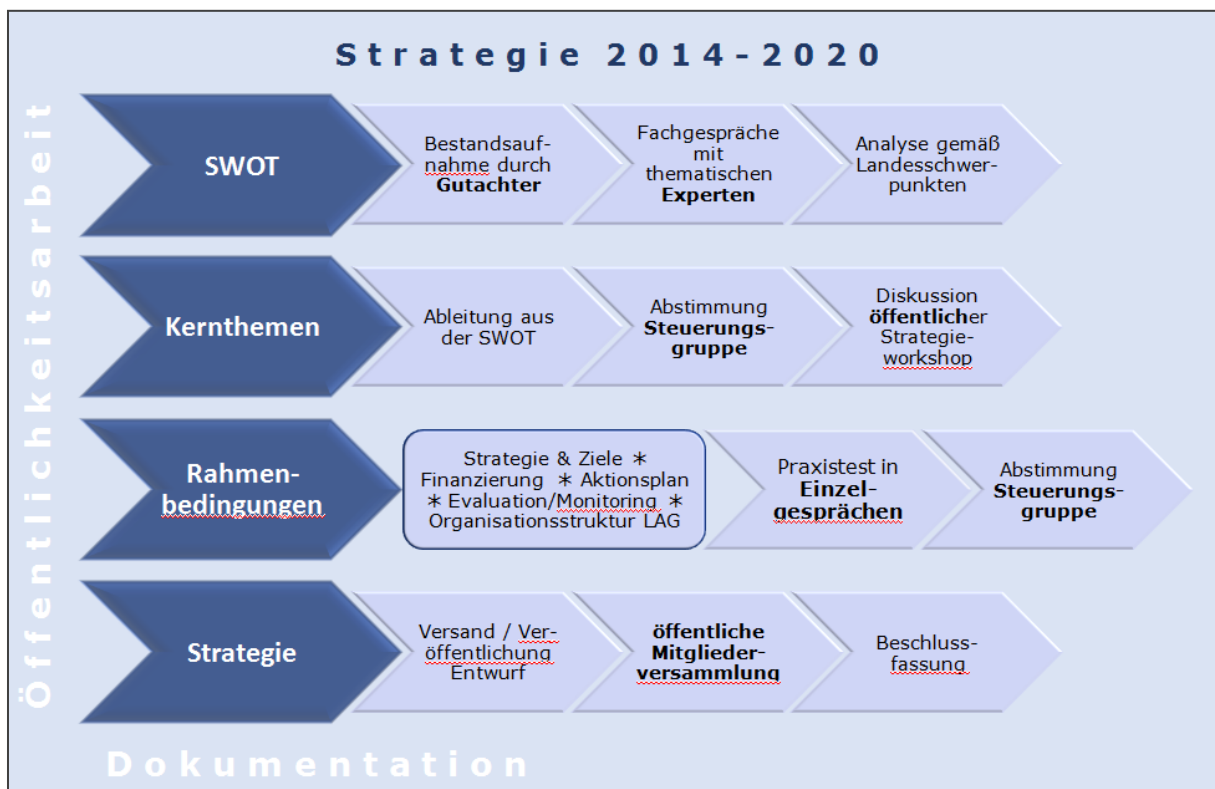 Strategie 2014-2020
Öffentlichkeitsarbeit
SWOT
Bestandsauf-
nahme durch
Gutachter
Fachgespräche
mit
thematischen
Experten
Analyse gemäß
Landesschwer-
punkten
Kernthemen
Ableitung aus
der SWOT
Abstimmung
Steuerungs-
gruppe
Diskussion
öffentlicher
Strategie-
workshop
Rahmen-
bedingungen
Strategie & Ziele ∗
Finanzierung ∗ Aktionsplan
∗ Evaluation/Monitoring ∗
Organisationsstruktur LAG
Praxistest in
Einzel-
gesprächen
Abstimmung
Steuerungs-
gruppe
Strategie
Versand / Ver-
öffentlichung
Entwurf
öffentliche
Mitglieder-
versammlung
Beschluss-
fassung
Dokumentation